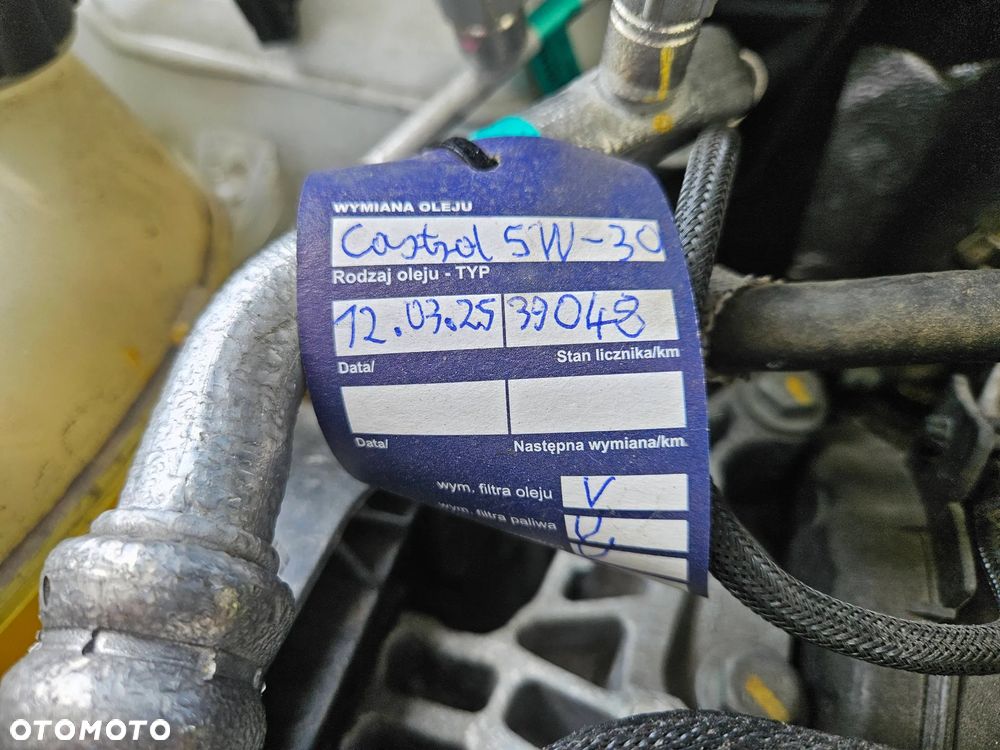 WYMIANA OLEJU
Castrol 5W-30
Rodzaj oleju - TYP
12.03.25 39048
Data/ Stan licznika/km
Data/ Następna wymiana/km
wym. filtra oleju V
wym. filtra paliwa
OTOMOTO